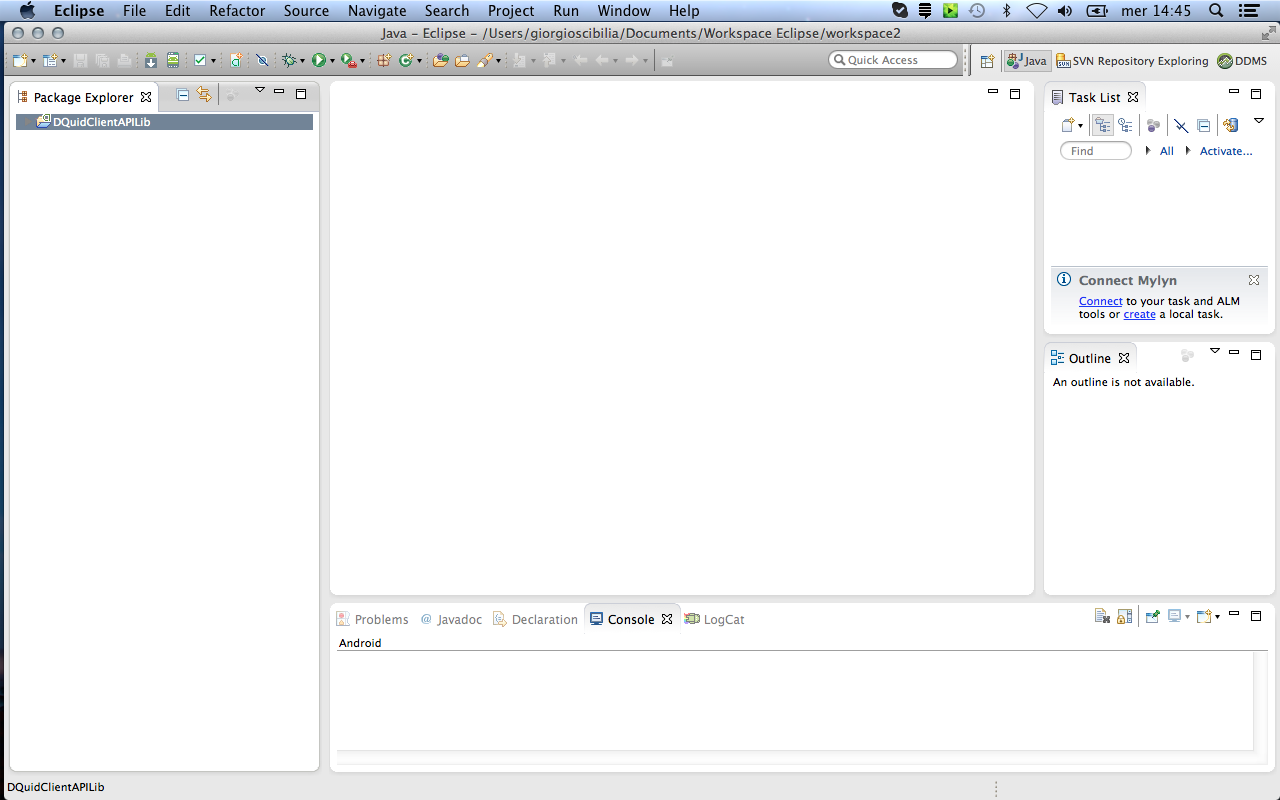 Eclipse File Edit Refactor Source Navigate Search Project Run Window Help mer 14:45
Java – Eclipse – /Users/giorgioscibilia/Documents/Workspace Eclipse/workspace2
Quick Access Java SVN Repository Exploring DDMS
Package Explorer
DQuidClientAPILib
Task List
Find All Activate...
Connect Mylyn
Connect to your task and ALM
tools or create a local task.
Outline
An outline is not available.
Problems @ Javadoc Declaration Console LogCat
Android
DQuidClientAPILib